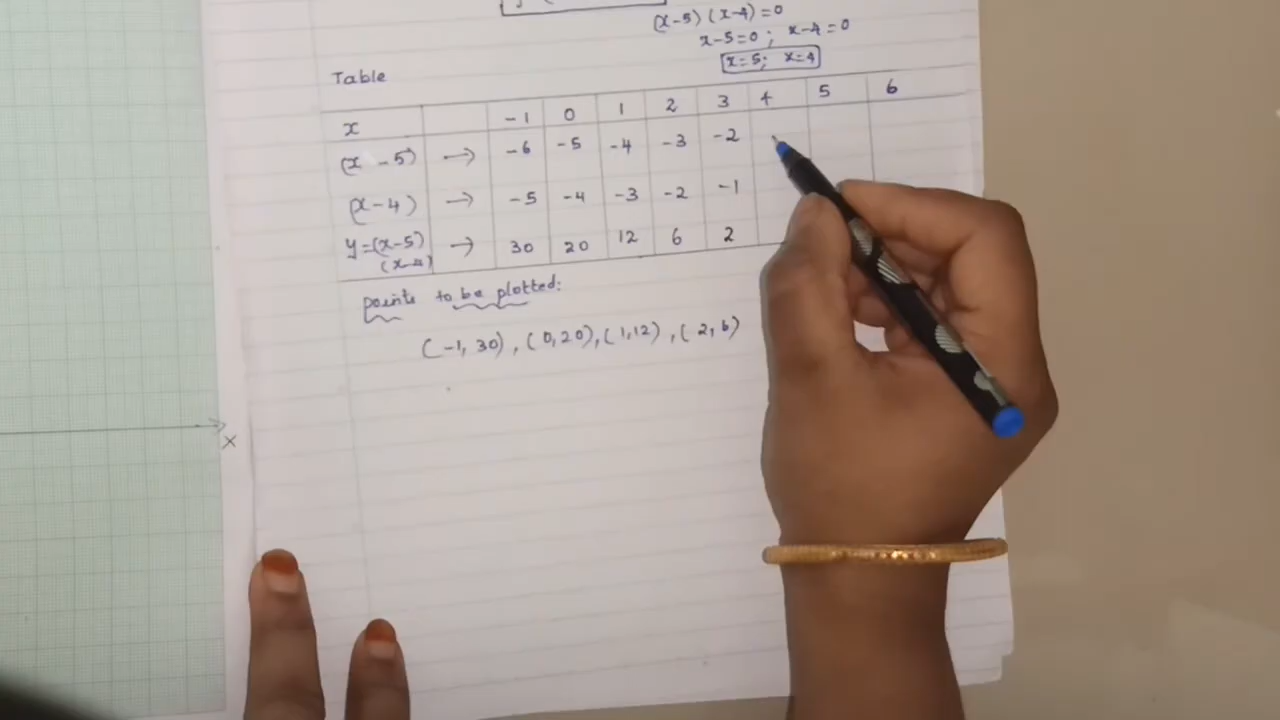 (x-5)(x-4)=0
x-5=0 ; x-4=0
x=5; x=4
Table
x -1 0 1 2 3 4 5 6
(x-5) → -6 -5 -4 -3 -2
(x-4) → -5 -4 -3 -2 -1
y=(x-5)(x-4) → 30 20 12 6 2
points to be plotted:
(-1, 30), (0,20), (1,12), (2,6)
x